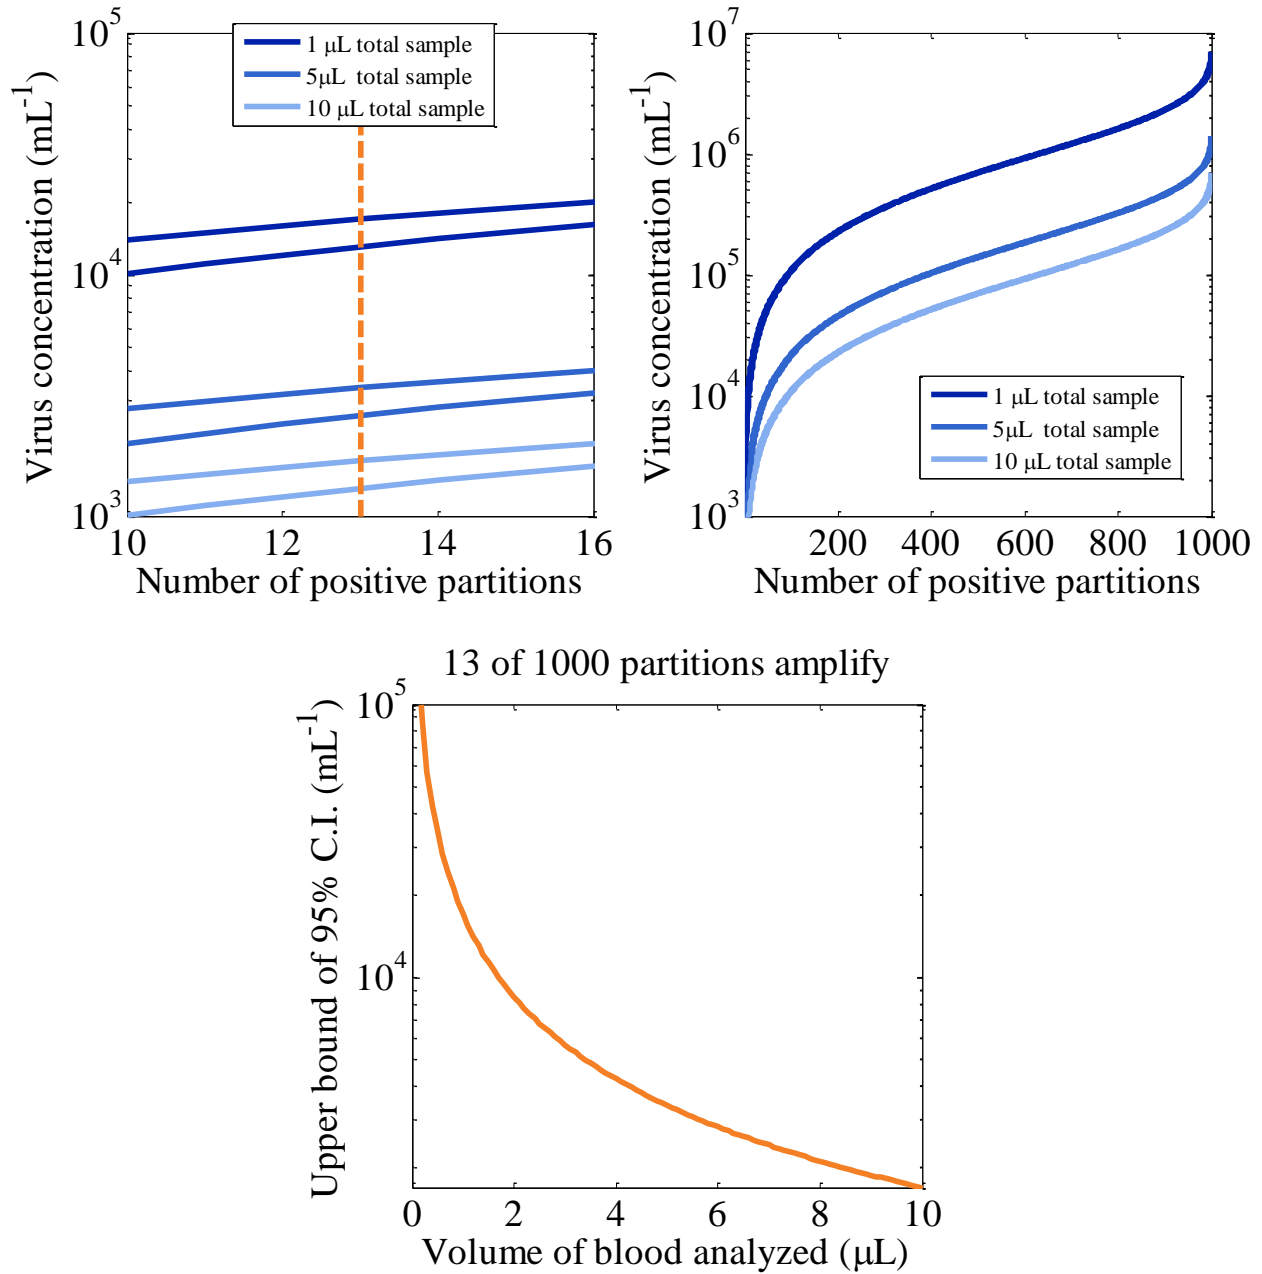 10^5
10^4
10^3
Virus concentration (mL^-1)
1 μL total sample
5μL  total sample
10 μL total sample
10 12 14 16
Number of positive partitions
10^7
10^6
10^5
10^4
10^3
Virus concentration (mL^-1)
1 μL total sample
5μL  total sample
10 μL total sample
200 400 600 800 1000
Number of positive partitions
13 of 1000 partitions amplify
10^5
10^4
Upper bound of 95% C.I. (mL^-1)
0 2 4 6 8 10
Volume of blood analyzed (μL)